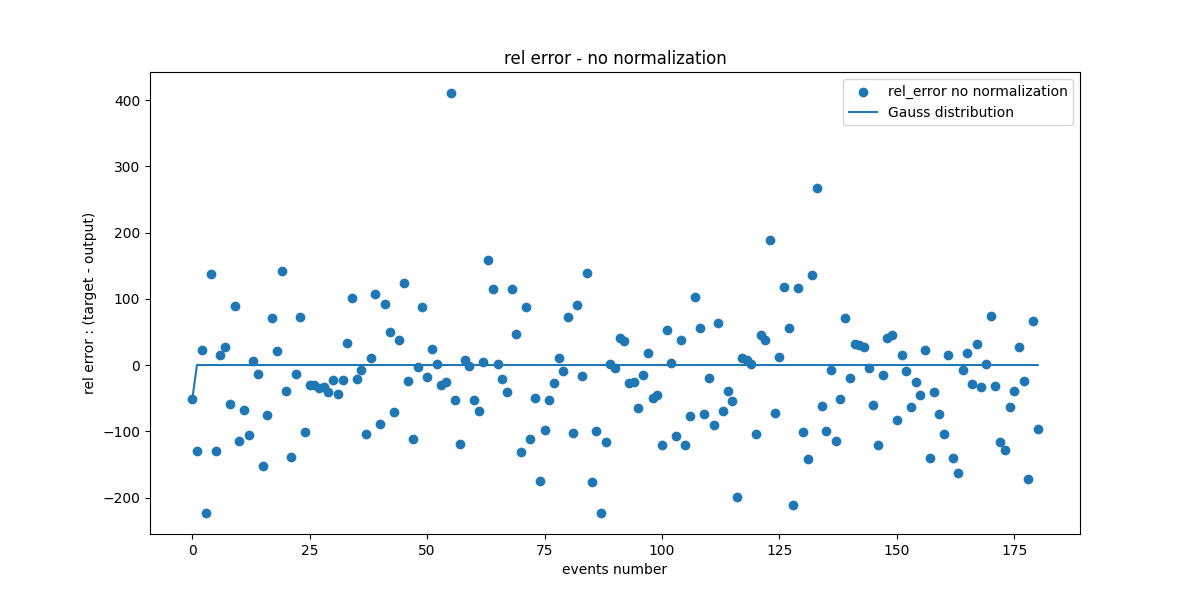 rel error - no normalization
rel_error no normalization
Gauss distribution
400
300
200
100
0
−100
−200
rel error : (target - output)
0 25 50 75 100 125 150 175
events number